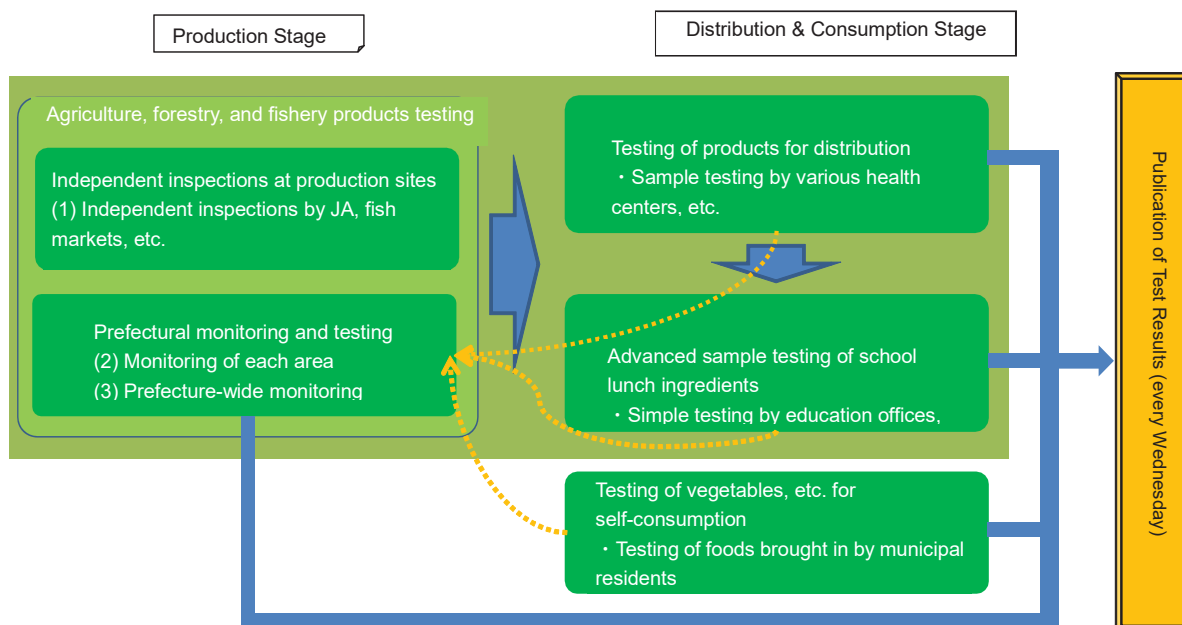 Production Stage
Distribution & Consumption Stage
Agriculture, forestry, and fishery products testing
Independent inspections at production sites
(1) Independent inspections by JA, fish
markets, etc.
Prefectural monitoring and testing
(2) Monitoring of each area
(3) Prefecture-wide monitoring
Testing of products for distribution
・Sample testing by various health
centers, etc.
Advanced sample testing of school
lunch ingredients
・Simple testing by education offices,
Testing of vegetables, etc. for
self-consumption
・Testing of foods brought in by municipal
residents
Publication of Test Results (every Wednesday)